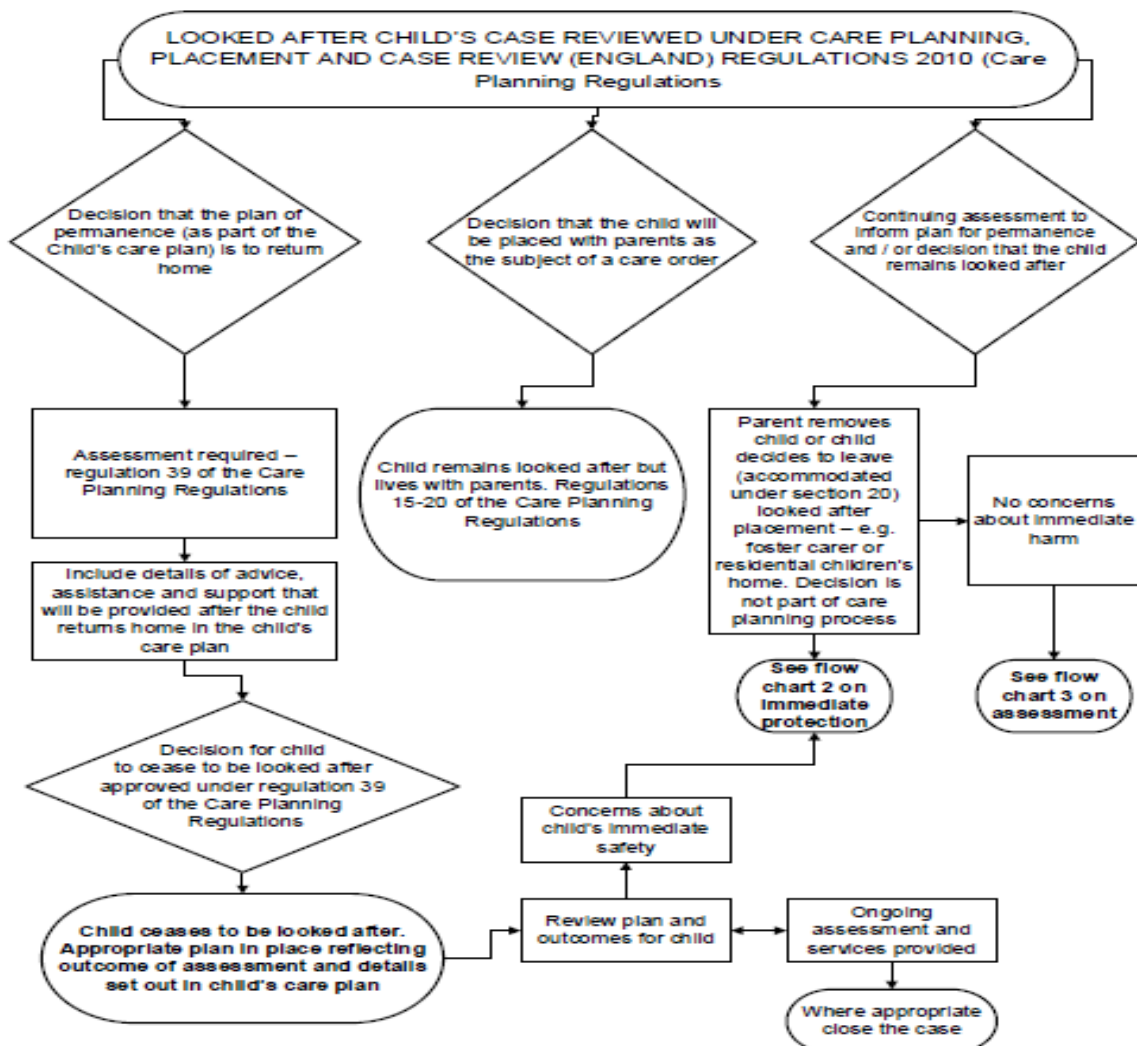 LOOKED AFTER CHILD'S CASE REVIEWED UNDER CARE PLANNING,
PLACEMENT AND CASE REVIEW (ENGLAND) REGULATIONS 2010 (Care
Planning Regulations
Decision that the plan of
permanence (as part of the
Child's care plan) is to return
home
Decision that the child will
be placed with parents as
the subject of a care order
Continuing assessment to
inform plan for permanence
and / or decision that the child
remains looked after
Assessment required –
regulation 39 of the Care
Planning Regulations
Child remains looked after but
lives with parents. Regulations
15-20 of the Care Planning
Regulations
Parent removes
child or child
decides to leave
(accommodated
under section 20)
looked after
placement – e.g.
foster carer or
residential children's
home. Decision is
not part of care
planning process
No concerns
about immediate
harm
Include details of advice,
assistance and support that
will be provided after the child
returns home in the child's
care plan
See flow
chart 2 on
immediate
protection
See flow
chart 3 on
assessment
Decision for child
to cease to be looked after
approved under regulation 39
of the Care Planning
Regulations
Concerns about
child's immediate
safety
Child ceases to be looked after.
Appropriate plan in place reflecting
outcome of assessment and details
set out in child's care plan
Review plan and
outcomes for child
Ongoing
assessment and
services provided
Where appropriate
close the case